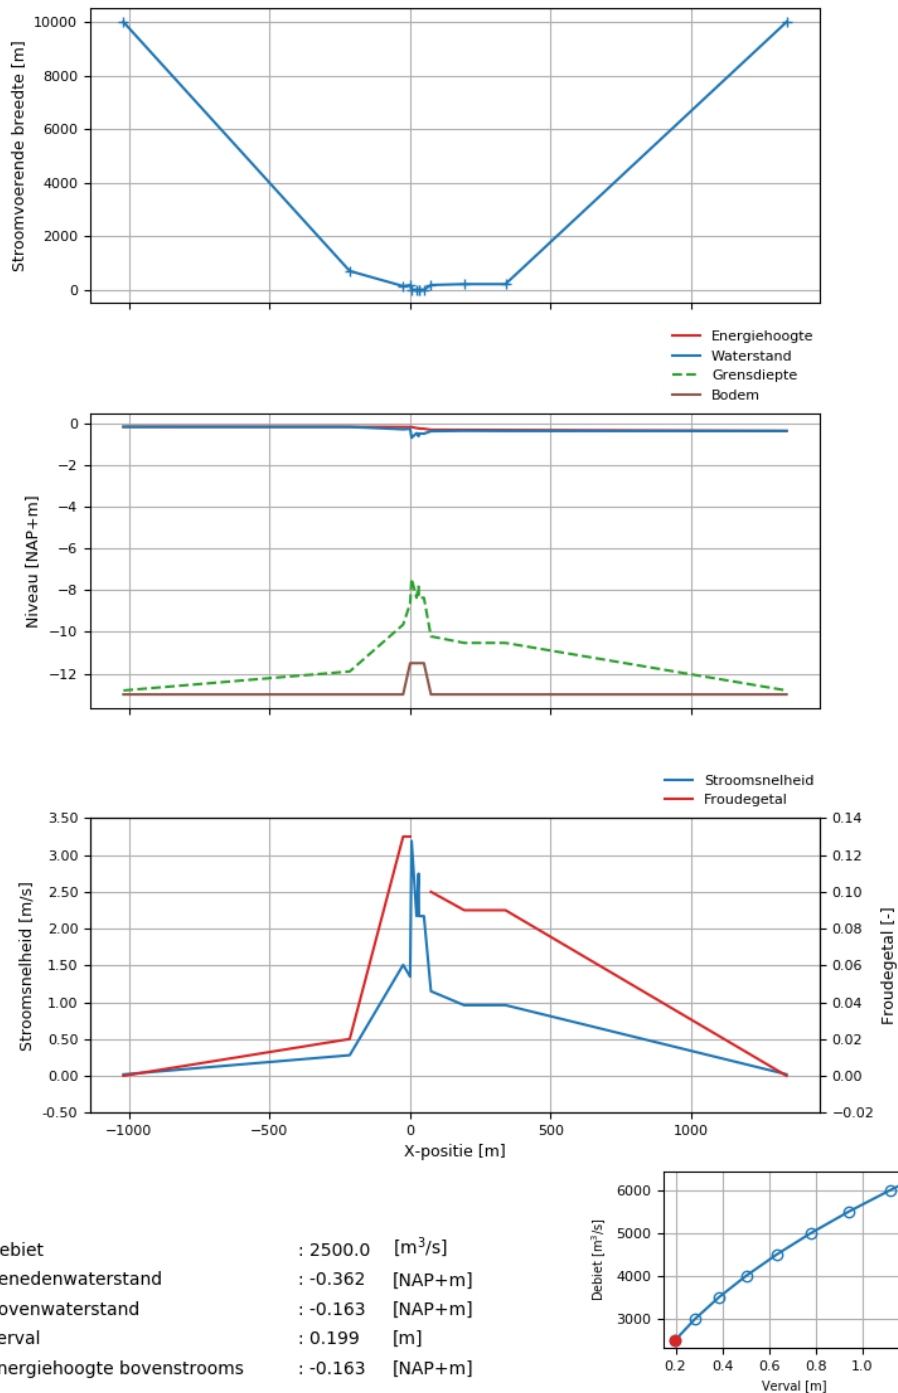 10000
8000
6000
4000
2000
0
Stroomvoerende breedte [m]
Energiehoogte
Waterstand
Grensdiepte
Bodem
0
−2
−4
−6
−8
−10
−12
Niveau [NAP+m]
Stroomsnelheid
Froudegetal
3.50
3.00
2.50
2.00
1.50
1.00
0.50
0.00
-0.50
Stroomsnelheid [m/s]
0.14
0.12
0.10
0.08
0.06
0.04
0.02
0.00
−0.02
Froudegetal [-]
−1000 −500 0 500 1000
X-positie [m]
ebiet : 2500.0 [m³/s]
enedenwaterstand : -0.362 [NAP+m]
ovenwaterstand : -0.163 [NAP+m]
erval : 0.199 [m]
nergiehoogte bovenstrooms : -0.163 [NAP+m]
6000
5000
4000
3000
Debiet [m³/s]
0.2 0.4 0.6 0.8 1.0
Verval [m]